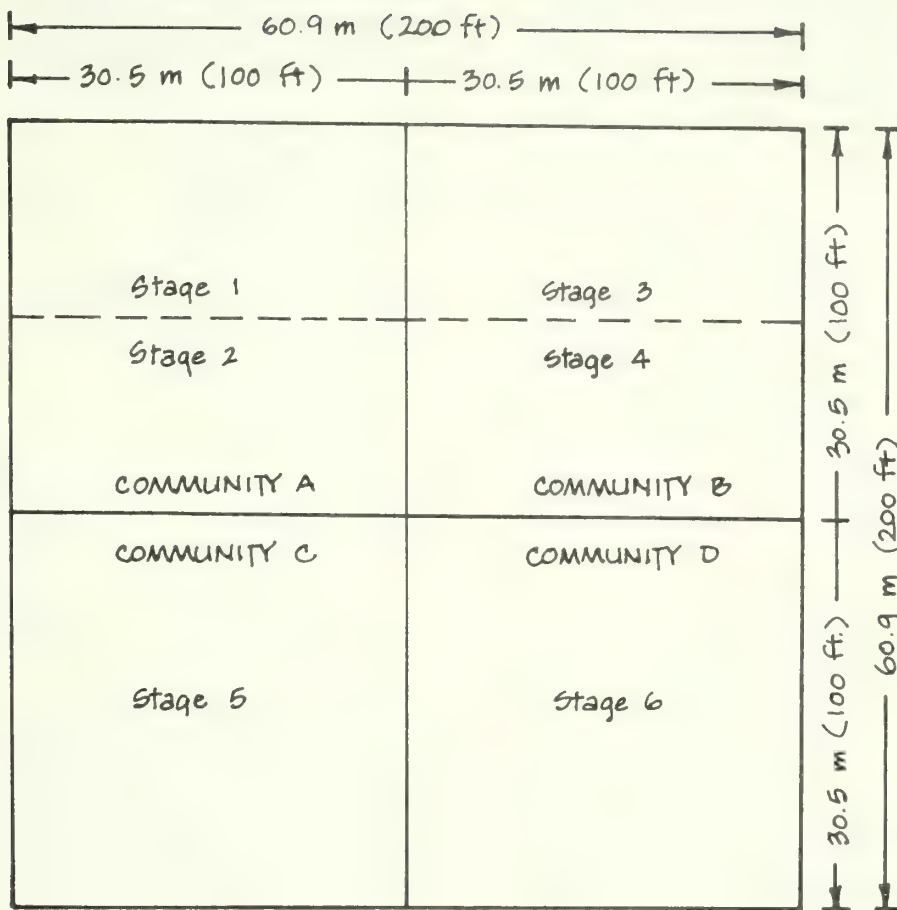 60.9 m (200 ft)
30.5 m (100 ft)
30.5 m (100 ft)
Stage 1
Stage 3
Stage 2
Stage 4
COMMUNITY A
COMMUNITY B
COMMUNITY C
COMMUNITY D
Stage 5
Stage 6
30.5 m (100 ft)
30.5 m (100 ft.)
60.9 m (200 ft)